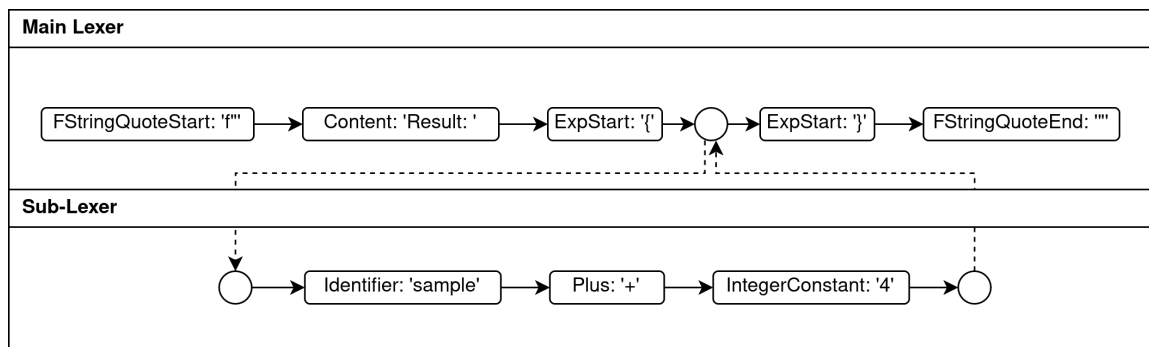 Main Lexer
FStringQuoteStart: 'f"'
Content: 'Result: '
ExpStart: '{'
ExpStart: '}'
FStringQuoteEnd: '"'
Sub-Lexer
Identifier: 'sample'
Plus: '+'
IntegerConstant: '4'